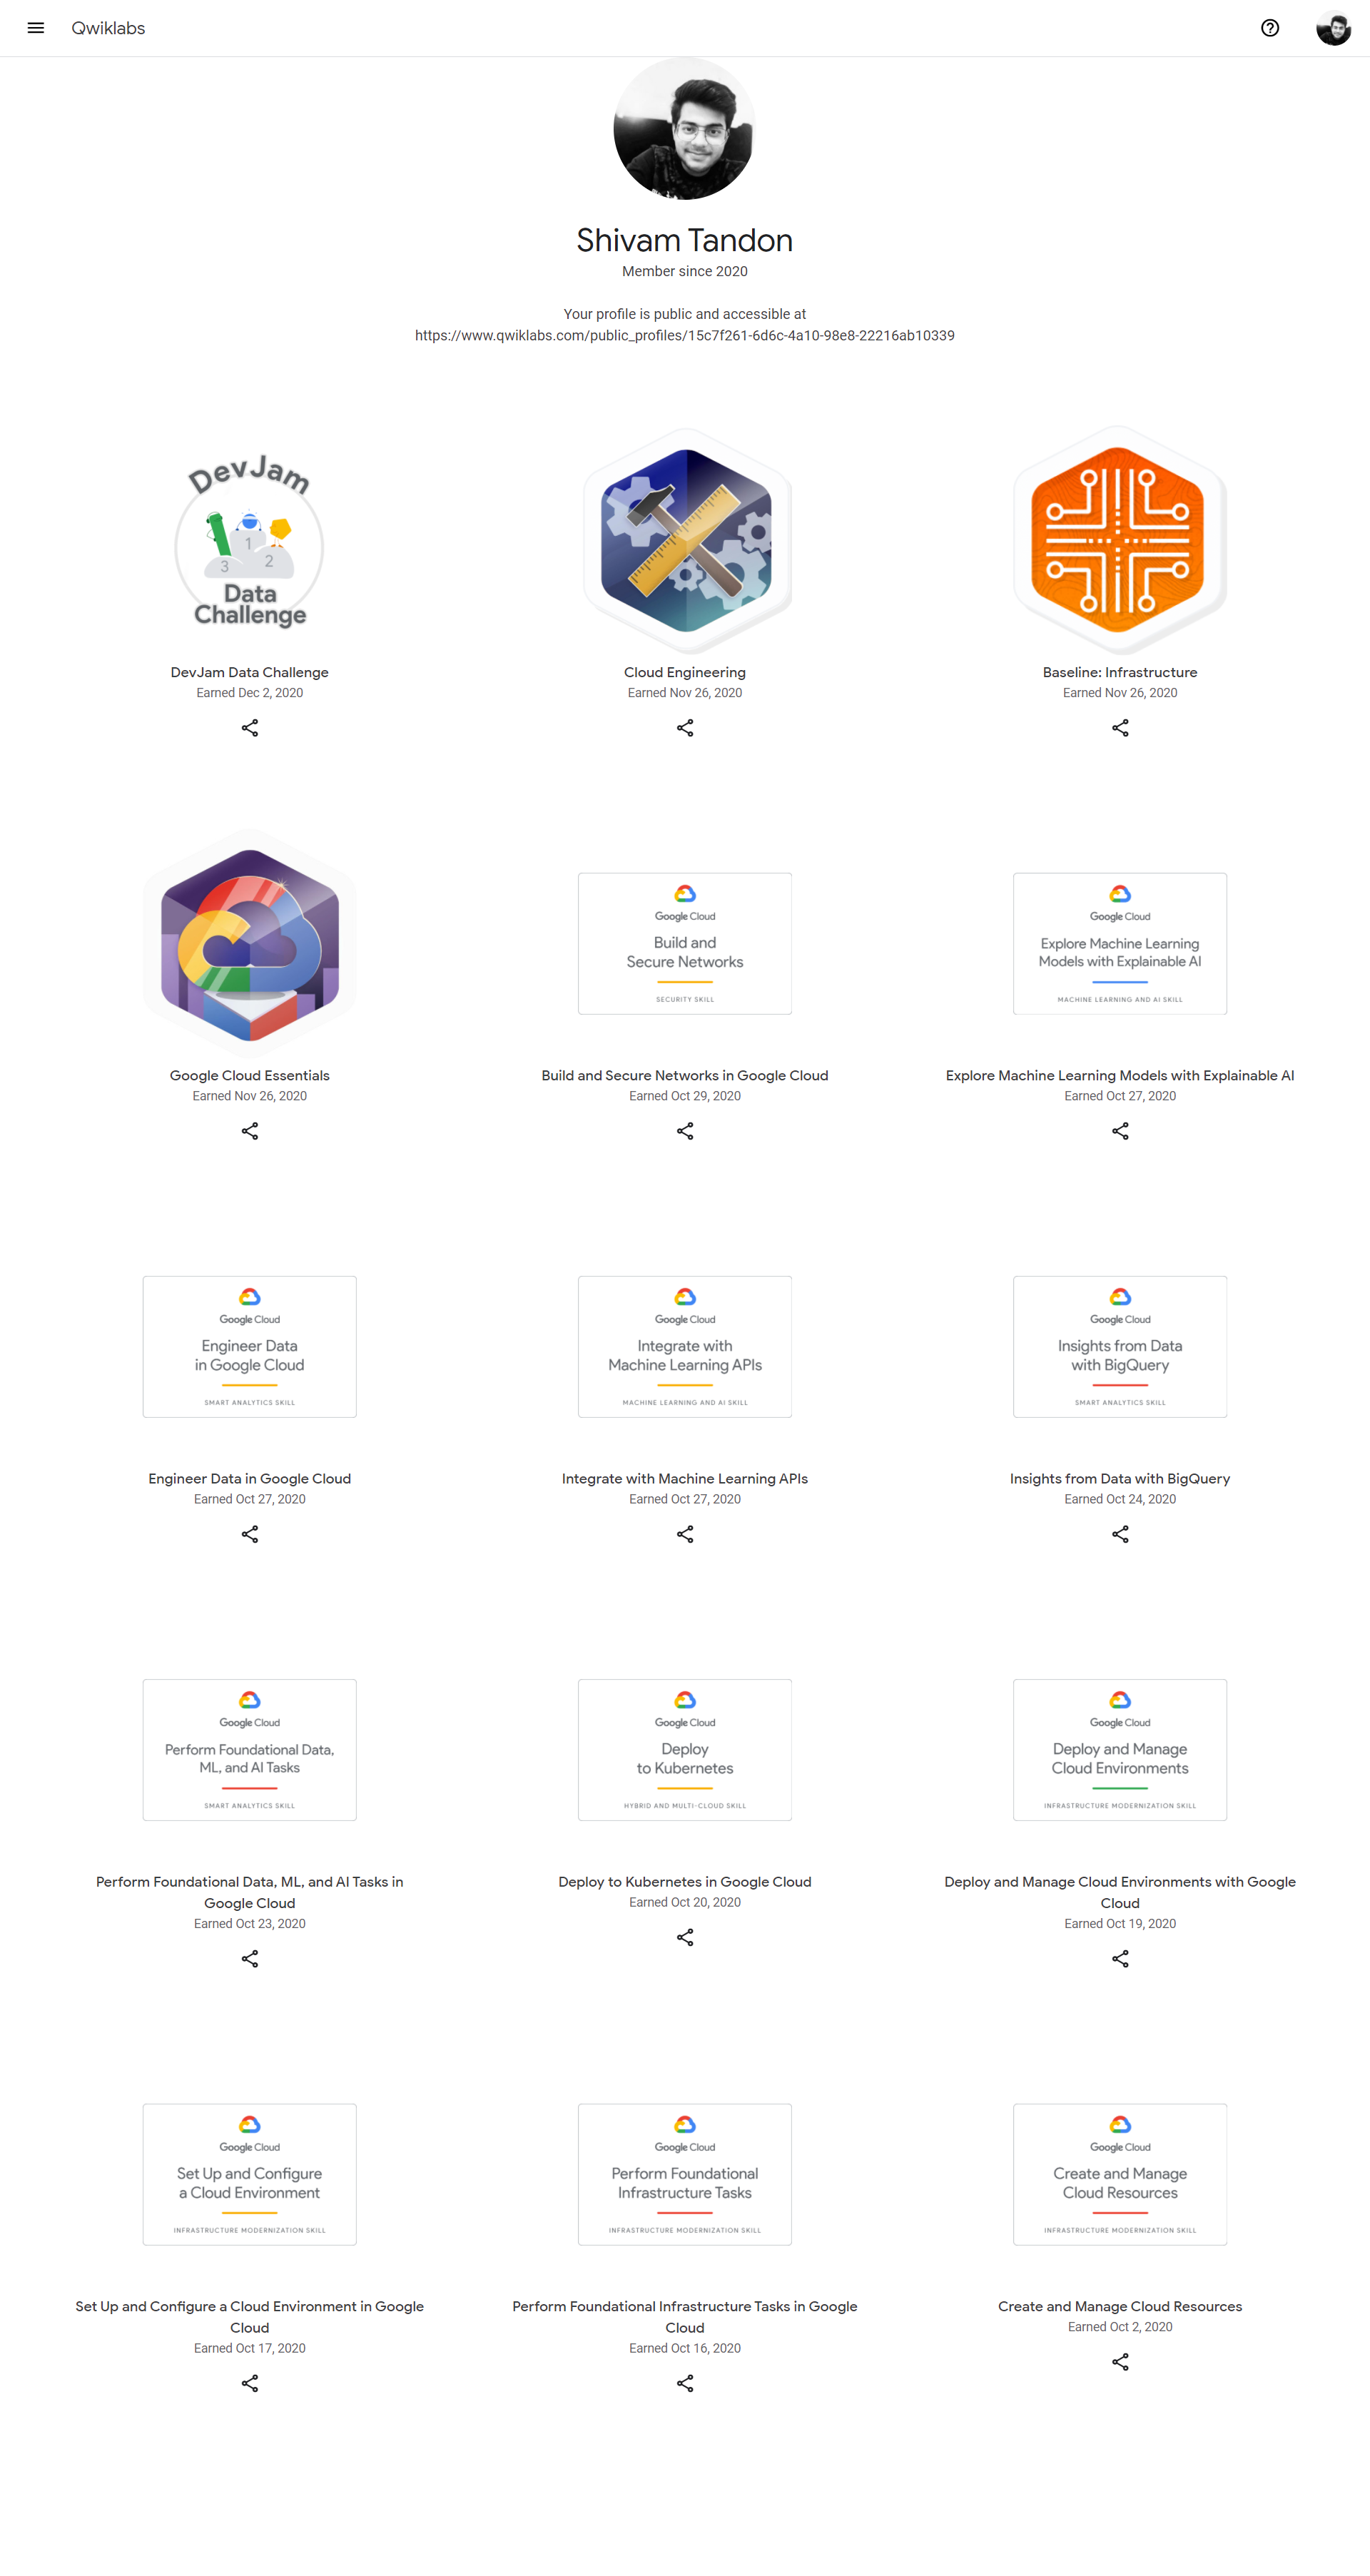 Qwiklabs
Shivam Tandon
Member since 2020
Your profile is public and accessible at
https://www.qwiklabs.com/public_profiles/15c7f261-6d6c-4a10-98e8-22216ab10339
DevJam
1
2
3
Data
Challenge
DevJam Data Challenge
Earned Dec 2, 2020
Cloud Engineering
Earned Nov 26, 2020
Baseline: Infrastructure
Earned Nov 26, 2020
Google Cloud Essentials
Earned Nov 26, 2020
Google Cloud
Build and
Secure Networks
SECURITY SKILL
Build and Secure Networks in Google Cloud
Earned Oct 29, 2020
Google Cloud
Explore Machine Learning
Models with Explainable AI
MACHINE LEARNING AND AI SKILL
Explore Machine Learning Models with Explainable AI
Earned Oct 27, 2020
Google Cloud
Engineer Data
in Google Cloud
SMART ANALYTICS SKILL
Engineer Data in Google Cloud
Earned Oct 27, 2020
Google Cloud
Integrate with
Machine Learning APIs
MACHINE LEARNING AND AI SKILL
Integrate with Machine Learning APIs
Earned Oct 27, 2020
Google Cloud
Insights from Data
with BigQuery
SMART ANALYTICS SKILL
Insights from Data with BigQuery
Earned Oct 24, 2020
Google Cloud
Perform Foundational Data,
ML, and AI Tasks
SMART ANALYTICS SKILL
Perform Foundational Data, ML, and AI Tasks in
Google Cloud
Earned Oct 23, 2020
Google Cloud
Deploy
to Kubernetes
HYBRID AND MULTI-CLOUD SKILL
Deploy to Kubernetes in Google Cloud
Earned Oct 20, 2020
Google Cloud
Deploy and Manage
Cloud Environments
INFRASTRUCTURE MODERNIZATION SKILL
Deploy and Manage Cloud Environments with Google
Cloud
Earned Oct 19, 2020
Google Cloud
Set Up and Configure
a Cloud Environment
INFRASTRUCTURE MODERNIZATION SKILL
Set Up and Configure a Cloud Environment in Google
Cloud
Earned Oct 17, 2020
Google Cloud
Perform Foundational
Infrastructure Tasks
INFRASTRUCTURE MODERNIZATION SKILL
Perform Foundational Infrastructure Tasks in Google
Cloud
Earned Oct 16, 2020
Google Cloud
Create and Manage
Cloud Resources
INFRASTRUCTURE MODERNIZATION SKILL
Create and Manage Cloud Resources
Earned Oct 2, 2020